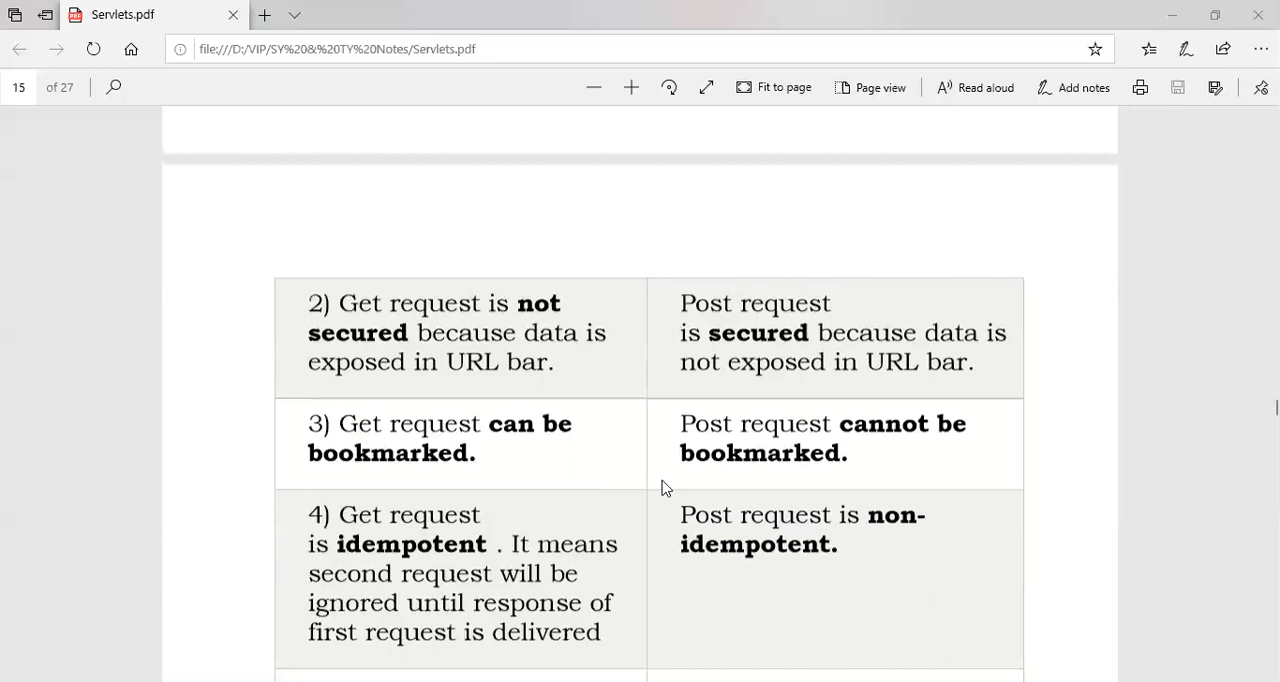 Servlets.pdf
file:///D:/VIP/SY%20&%20TY%20Notes/Servlets.pdf
15 of 27 Fit to page Page view Read aloud Add notes
2) Get request is not
secured because data is
exposed in URL bar.
Post request
is secured because data is
not exposed in URL bar.
3) Get request can be
bookmarked.
Post request cannot be
bookmarked.
4) Get request
is idempotent . It means
second request will be
ignored until response of
first request is delivered
Post request is non-
idempotent.